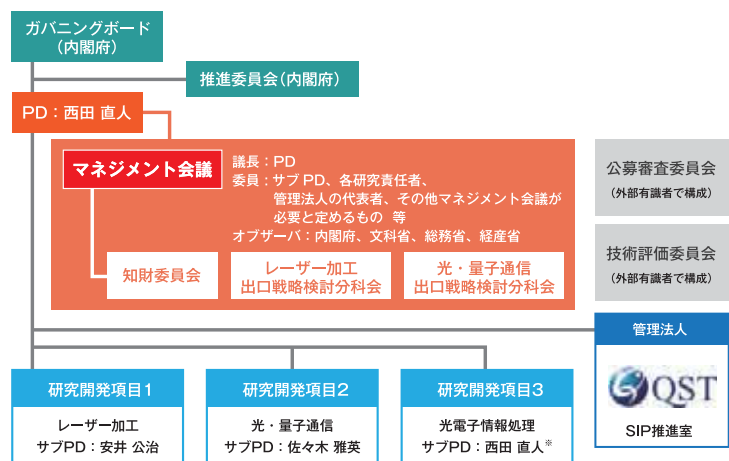 ガバニングボード
（内閣府）
推進委員会（内閣府）
PD：西田 直人
マネジメント会議
議長：PD
委員：サブPD、各研究責任者、
管理法人の代表者、その他マネジメント会議が
必要と定めるもの 等
オブザーバ：内閣府、文科省、総務省、経産省
知財委員会
レーザー加工
出口戦略検討分科会
光・量子通信
出口戦略検討分科会
公募審査委員会
（外部有識者で構成）
技術評価委員会
（外部有識者で構成）
管理法人
QST
SIP推進室
研究開発項目1
レーザー加工
サブPD：安井 公治
研究開発項目2
光・量子通信
サブPD：佐々木 雅英
研究開発項目3
光電子情報処理
サブPD：西田 直人※